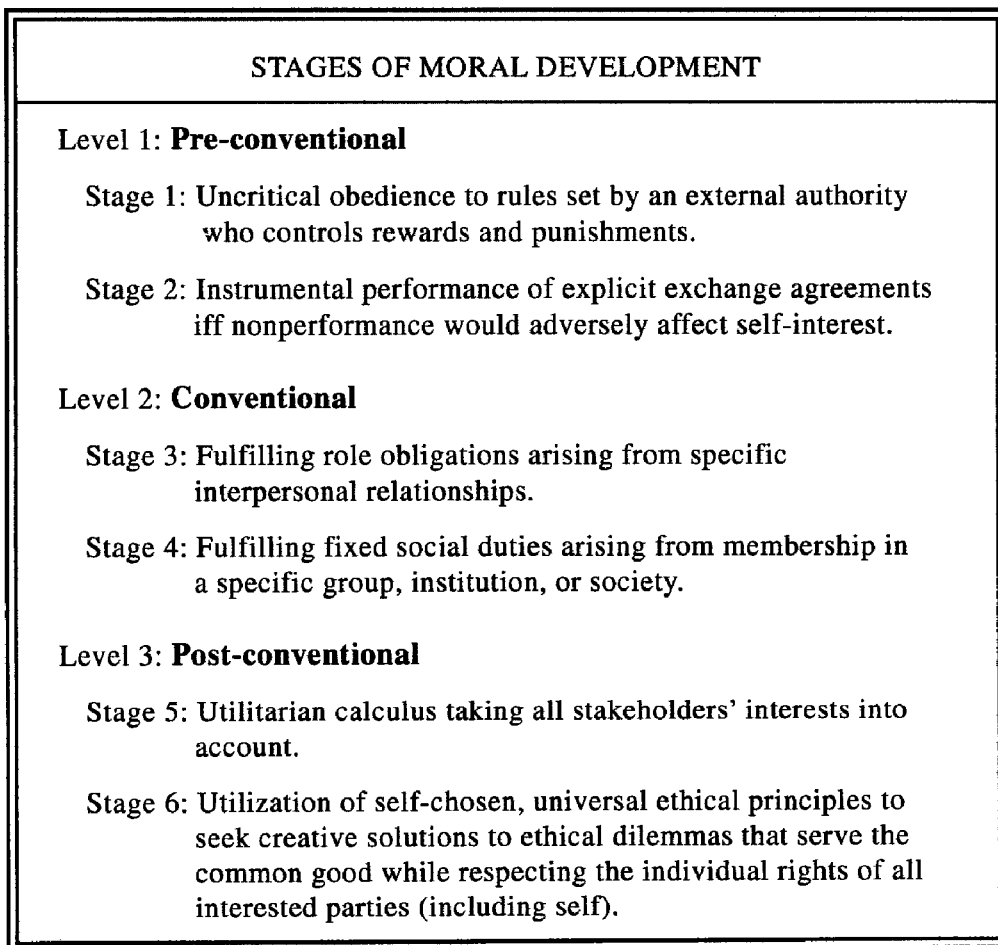 STAGES OF MORAL DEVELOPMENT
Level 1: Pre-conventional
Stage 1: Uncritical obedience to rules set by an external authority
who controls rewards and punishments.
Stage 2: Instrumental performance of explicit exchange agreements
iff nonperformance would adversely affect self-interest.
Level 2: Conventional
Stage 3: Fulfilling role obligations arising from specific
interpersonal relationships.
Stage 4: Fulfilling fixed social duties arising from membership in
a specific group, institution, or society.
Level 3: Post-conventional
Stage 5: Utilitarian calculus taking all stakeholders' interests into
account.
Stage 6: Utilization of self-chosen, universal ethical principles to
seek creative solutions to ethical dilemmas that serve the
common good while respecting the individual rights of all
interested parties (including self).